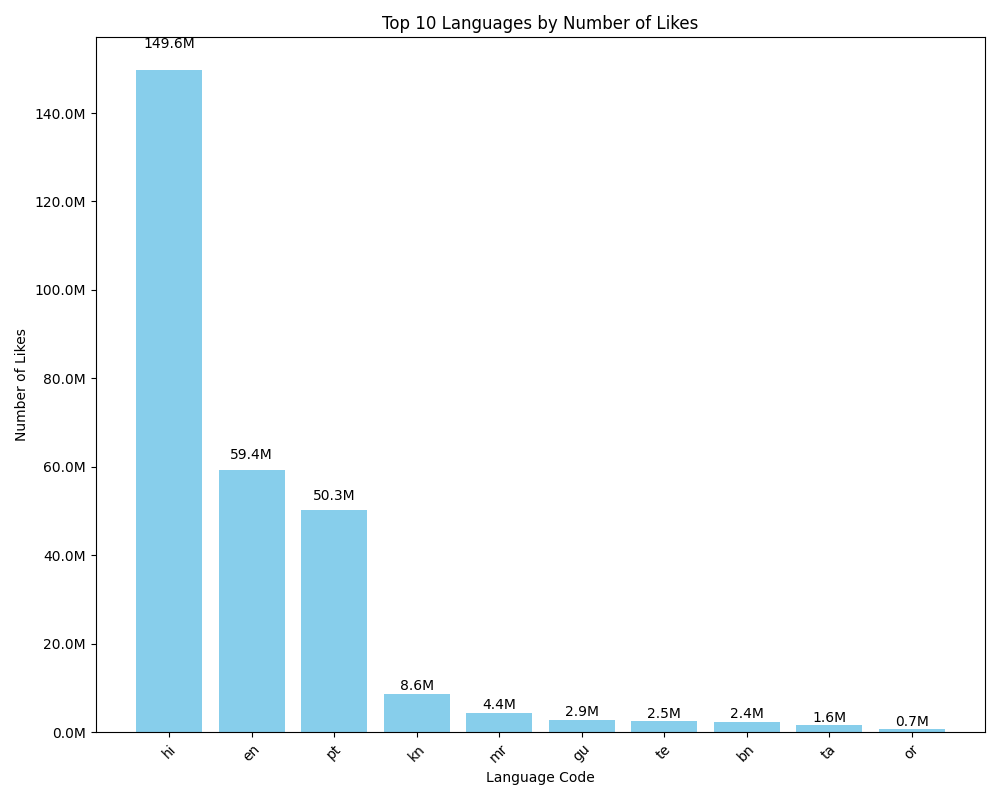 Top 10 Languages by Number of Likes
149.6M
59.4M
50.3M
8.6M
4.4M
2.9M
2.5M
2.4M
1.6M
0.7M
140.0M
120.0M
100.0M
80.0M
60.0M
40.0M
20.0M
0.0M
Number of Likes
hi
en
pt
kn
mr
gu
te
bn
ta
or
Language Code